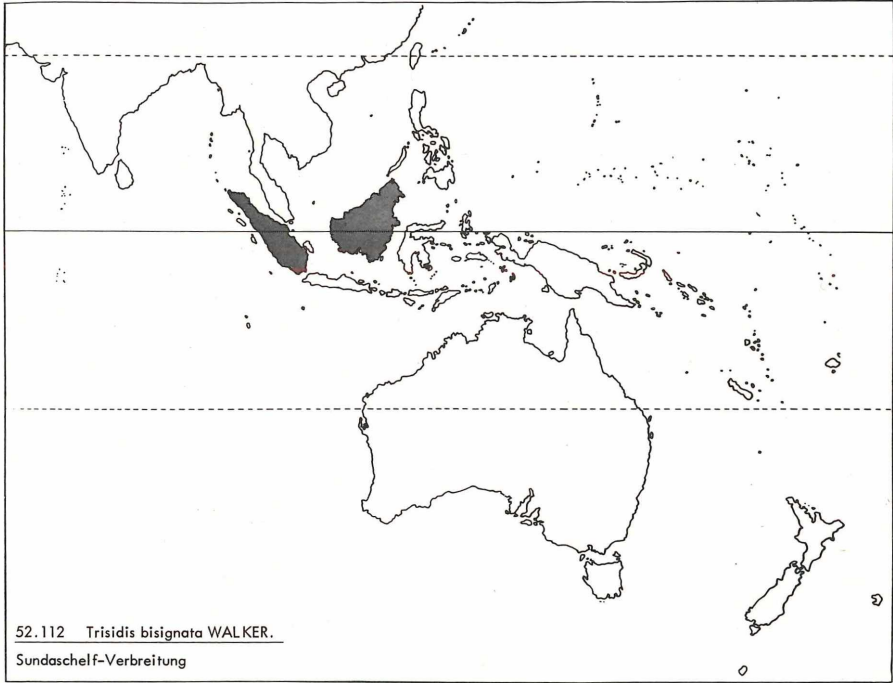 52.112 Trisidis bisignata WALKER.
Sundaschelf-Verbreitung